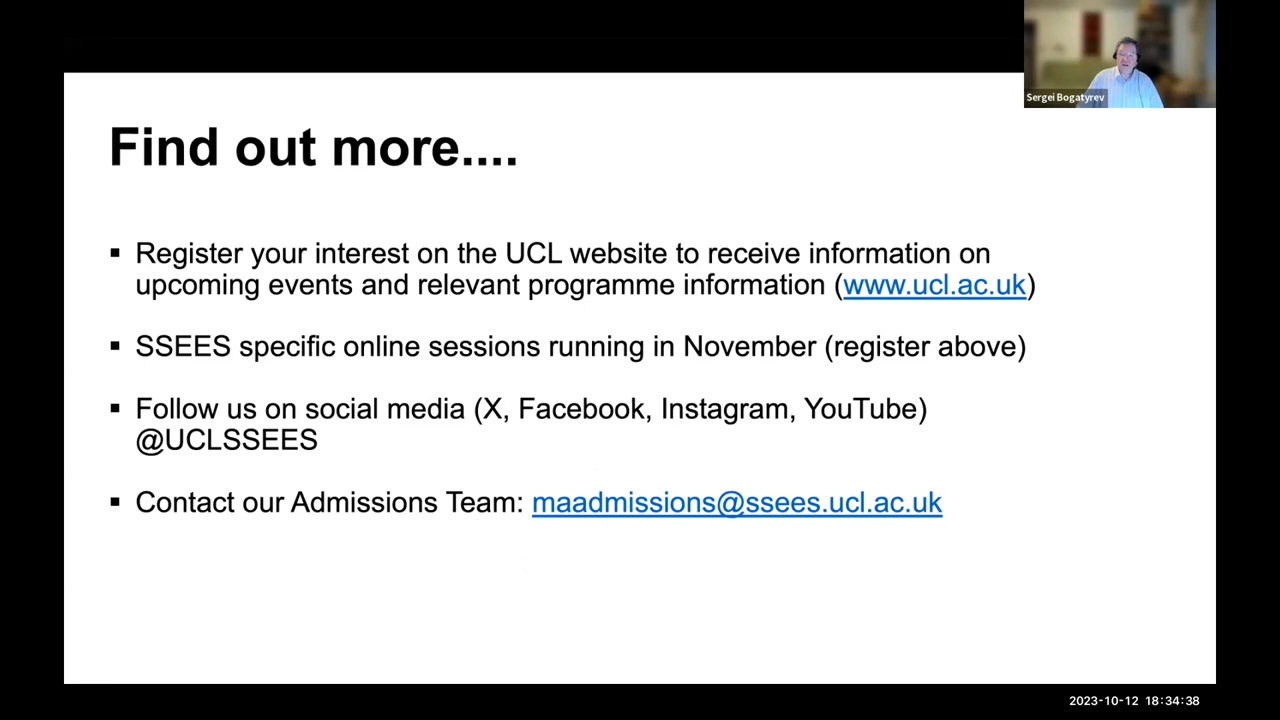 Sergei Bogatyrev
Find out more....
▪ Register your interest on the UCL website to receive information on
upcoming events and relevant programme information (www.ucl.ac.uk)
▪ SSEES specific online sessions running in November (register above)
▪ Follow us on social media (X, Facebook, Instagram, YouTube)
@UCLSSEES
▪ Contact our Admissions Team: maadmissions@ssees.ucl.ac.uk
2023-10-12 18:34:38